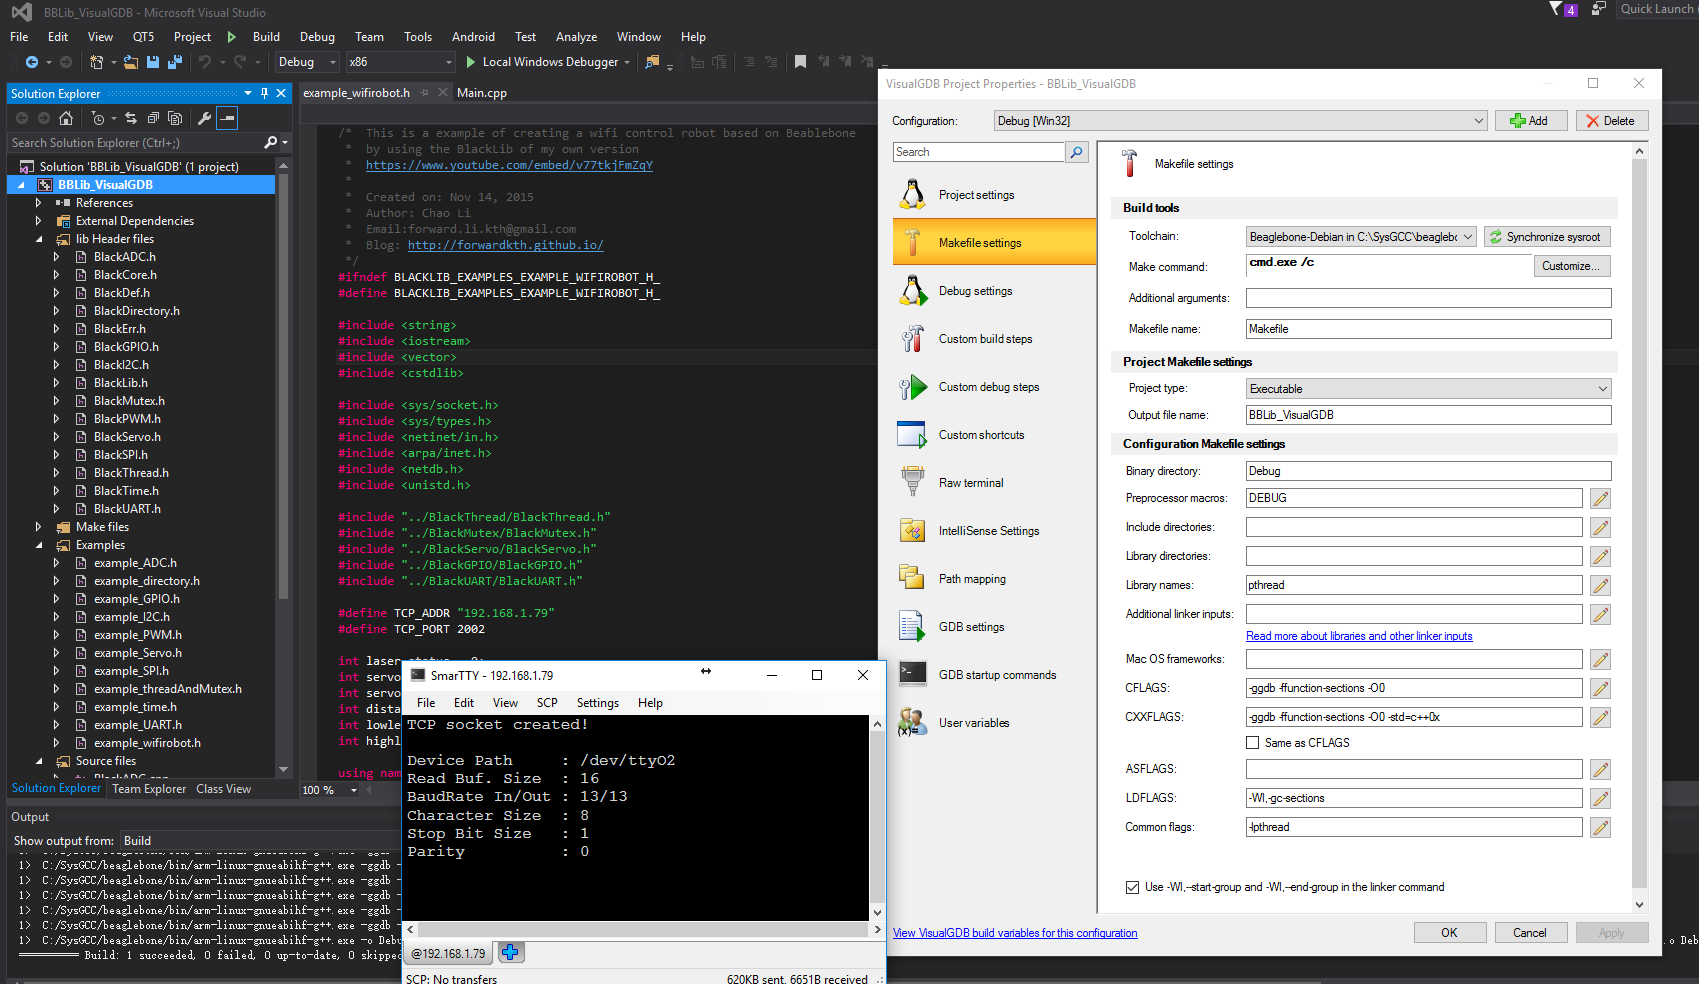 BBLib_VisualGDB - Microsoft Visual Studio
4
Quick Launch
File Edit View QT5 Project Build Debug Team Tools Android Test Analyze Window Help
Debug x86 Local Windows Debugger
Solution Explorer
Search Solution Explorer (Ctrl+;)
Solution 'BBLib_VisualGDB' (1 project)
BBLib_VisualGDB
References
External Dependencies
lib Header files
BlackADC.h
BlackCore.h
BlackDef.h
BlackDirectory.h
BlackErr.h
BlackGPIO.h
BlackI2C.h
BlackLib.h
BlackMutex.h
BlackPWM.h
BlackServo.h
BlackSPI.h
BlackThread.h
BlackTime.h
BlackUART.h
Make files
Examples
example_ADC.h
example_directory.h
example_GPIO.h
example_I2C.h
example_PWM.h
example_Servo.h
example_SPI.h
example_threadAndMutex.h
example_time.h
example_UART.h
example_wifirobot.h
Source files
BlackADC.cpp
Solution Explorer Team Explorer Class View
example_wifirobot.h Main.cpp
/* This is a example of creating a wifi control robot based on Beablebone
* by using the BlackLib of my own version
* https://www.youtube.com/embed/v77tkjFmZqY
*
* Created on: Nov 14, 2015
* Author: Chao Li
* Email:forward.li.kth@gmail.com
* Blog: http://forwardkth.github.io/
*/
#ifndef BLACKLIB_EXAMPLES_EXAMPLE_WIFIROBOT_H_
#define BLACKLIB_EXAMPLES_EXAMPLE_WIFIROBOT_H_
#include <string>
#include <iostream>
#include <vector>
#include <cstdlib>
#include <sys/socket.h>
#include <sys/types.h>
#include <netinet/in.h>
#include <arpa/inet.h>
#include <netdb.h>
#include <unistd.h>
#include "../BlackThread/BlackThread.h"
#include "../BlackMutex/BlackMutex.h"
#include "../BlackServo/BlackServo.h"
#include "../BlackGPIO/BlackGPIO.h"
#include "../BlackUART/BlackUART.h"
#define TCP_ADDR "192.168.1.79"
#define TCP_PORT 2002
int laser_status = 0;
int servo
int servo
int dista
int lowle
int highl
using nam
100 %
Output
Show output from: Build
1> C:/SysGCC/beaglebone/bin/arm-linux-gnueabihf-g++.exe -ggdb -
1> C:/SysGCC/beaglebone/bin/arm-linux-gnueabihf-g++.exe -ggdb -
1> C:/SysGCC/beaglebone/bin/arm-linux-gnueabihf-g++.exe -ggdb -
1> C:/SysGCC/beaglebone/bin/arm-linux-gnueabihf-g++.exe -ggdb -
1> C:/SysGCC/beaglebone/bin/arm-linux-gnueabihf-g++.exe -ggdb -
1> C:/SysGCC/beaglebone/bin/arm-linux-gnueabihf-g++.exe -o Debu
.o Deb
========== Build: 1 succeeded, 0 failed, 0 up-to-date, 0 skipped
SmarTTY - 192.168.1.79
File Edit View SCP Settings Help
TCP socket created!
Device Path : /dev/ttyO2
Read Buf. Size : 16
BaudRate In/Out : 13/13
Character Size : 8
Stop Bit Size : 1
Parity : 0
@192.168.1.79
SCP: No transfers 620KB sent, 6651B received
VisualGDB Project Properties - BBLib_VisualGDB
Configuration: Debug [Win32] Add Delete
Search
Project settings
Makefile settings
Debug settings
Custom build steps
Custom debug steps
Custom shortcuts
Raw terminal
IntelliSense Settings
Path mapping
GDB settings
GDB startup commands
User variables
Makefile settings
Build tools
Toolchain: Beaglebone-Debian in C:\SysGCC\beaglebo Synchronize sysroot
Make command: cmd.exe /c Customize...
Additional arguments:
Makefile name: Makefile
Project Makefile settings
Project type: Executable
Output file name: BBLib_VisualGDB
Configuration Makefile settings
Binary directory: Debug
Preprocessor macros: DEBUG
Include directories:
Library directories:
Library names: pthread
Additional linker inputs:
Read more about libraries and other linker inputs
Mac OS frameworks:
CFLAGS: -ggdb -ffunction-sections -O0
CXXFLAGS: -ggdb -ffunction-sections -O0 -std=c++0x
Same as CFLAGS
ASFLAGS:
LDFLAGS: -Wl,-gc-sections
Common flags: -lpthread
Use -Wl,--start-group and -Wl,--end-group in the linker command
View VisualGDB build variables for this configuration
OK Cancel Apply